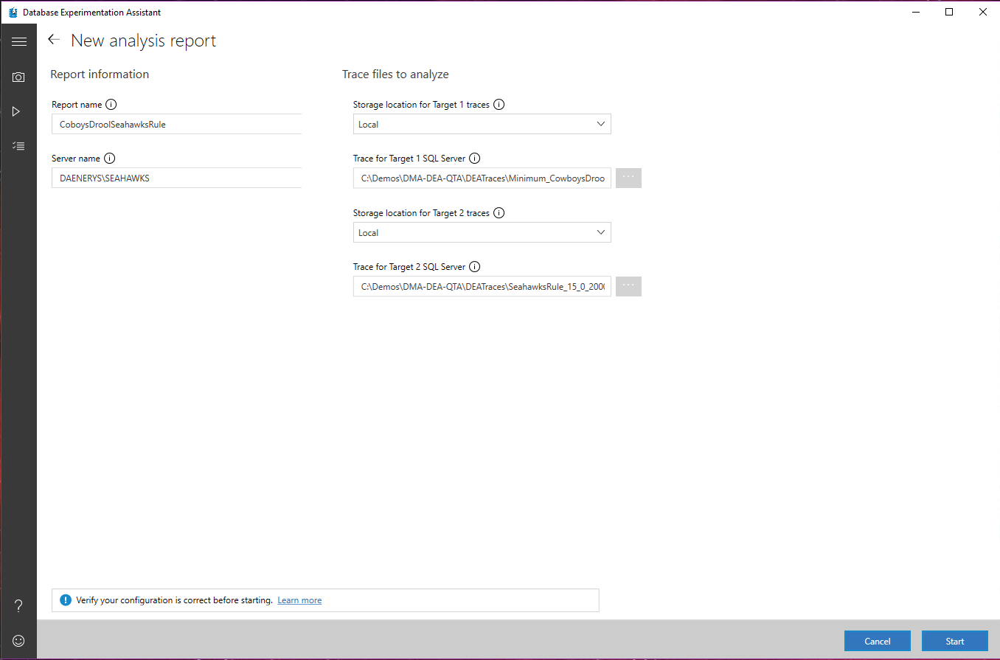 Database Experimentation Assistant
New analysis report
Report information
Report name
CoboysDroolSeahawksRule
Server name
DAENERYS\SEAHAWKS
Trace files to analyze
Storage location for Target 1 traces
Local
Trace for Target 1 SQL Server
C:\Demos\DMA-DEA-QTA\DEATraces\Minimum_CowboysDroo
...
Storage location for Target 2 traces
Local
Trace for Target 2 SQL Server
C:\Demos\DMA-DEA-QTA\DEATraces\SeahawksRule_15_0_200
...
Verify your configuration is correct before starting. Learn more
Cancel
Start